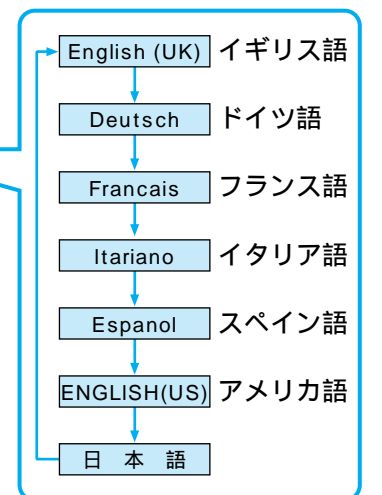 English (UK) イギリス語
Deutsch ドイツ語
Francais フランス語
Itariano イタリア語
Espanol スペイン語
ENGLISH(US) アメリカ語
日 本 語